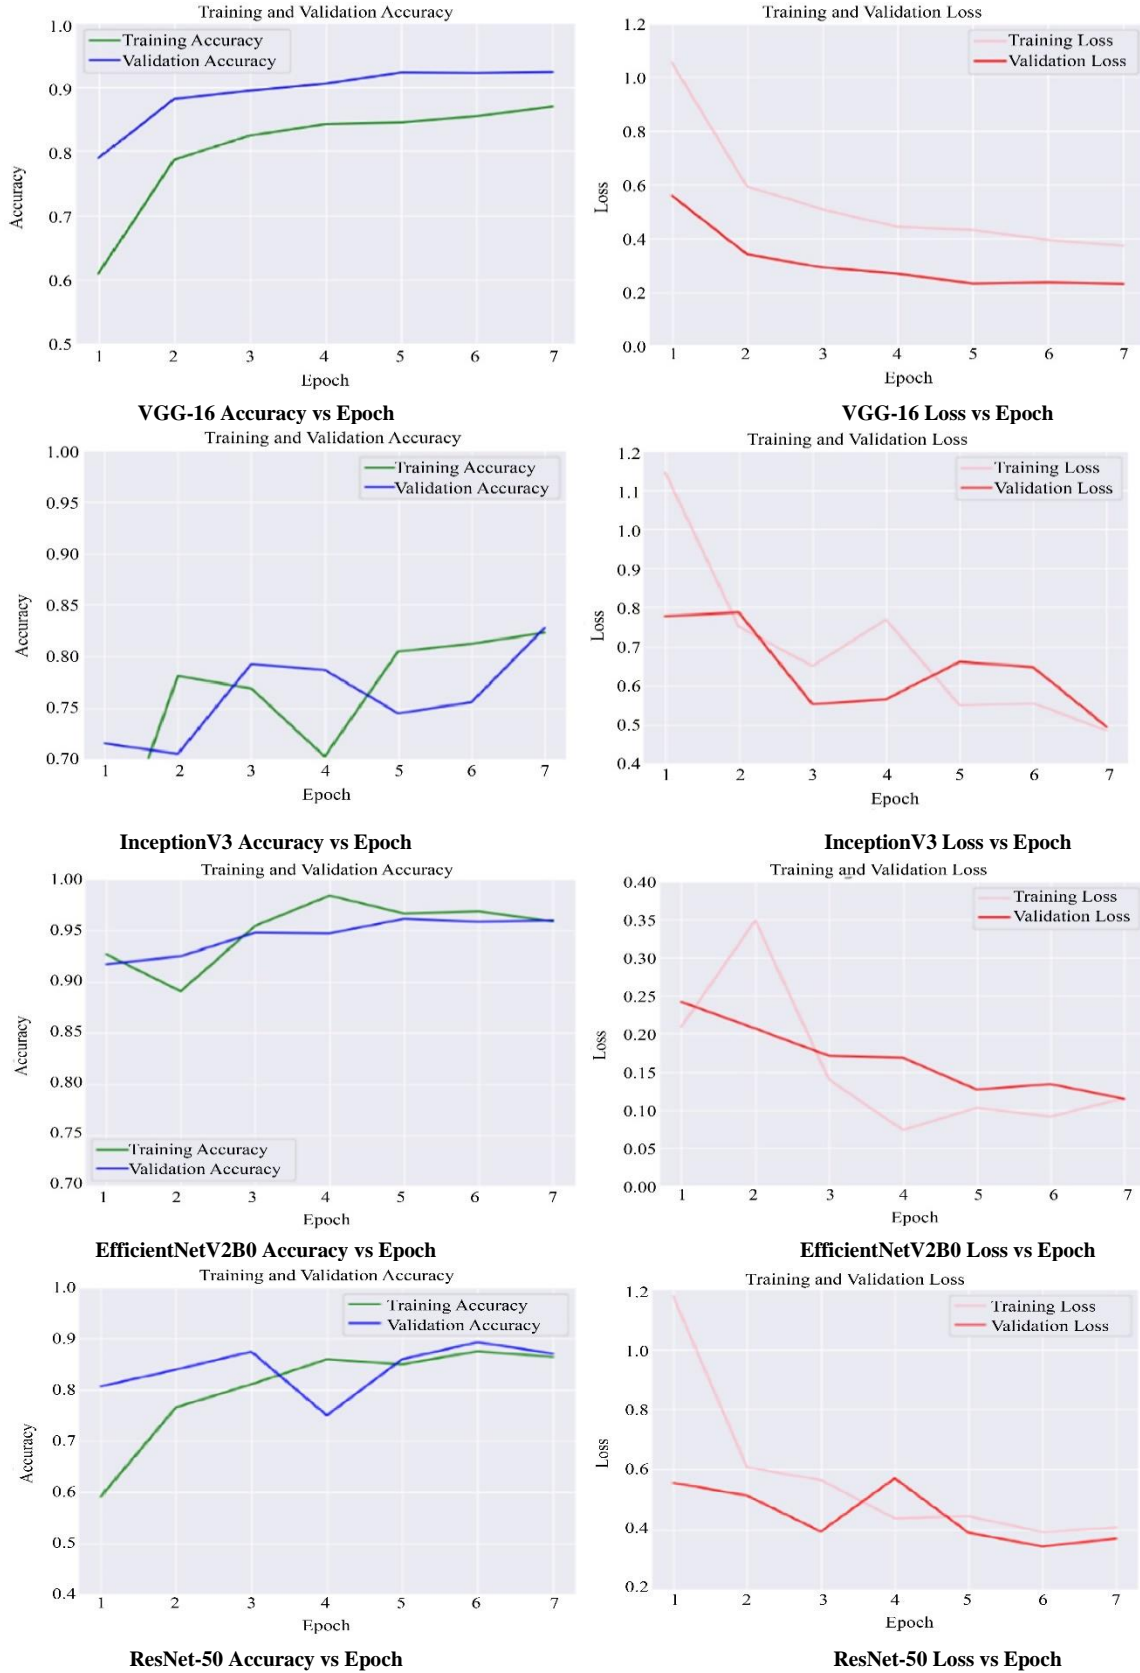 Training and Validation Accuracy
1.0
0.9
0.8
0.7
0.6
0.5
Accuracy
Training Accuracy
Validation Accuracy
1 2 3 4 5 6 7
Epoch
VGG-16 Accuracy vs Epoch
Training and Validation Loss
1.2
1.0
0.8
0.6
0.4
0.2
0.0
Loss
Training Loss
Validation Loss
1 2 3 4 5 6 7
Epoch
VGG-16 Loss vs Epoch
Training and Validation Accuracy
1.00
0.95
0.90
0.85
0.80
0.75
0.70
Accuracy
Training Accuracy
Validation Accuracy
1 2 3 4 5 6 7
Epoch
InceptionV3 Accuracy vs Epoch
Training and Validation Loss
1.2
1.1
1.0
0.9
0.8
0.7
0.6
0.5
0.4
Loss
Training Loss
Validation Loss
1 2 3 4 5 6 7
Epoch
InceptionV3 Loss vs Epoch
Training and Validation Accuracy
1.00
0.95
0.90
0.85
0.80
0.75
0.70
Accuracy
Training Accuracy
Validation Accuracy
1 2 3 4 5 6 7
Epoch
EfficientNetV2B0 Accuracy vs Epoch
Training and Validation Loss
0.40
0.35
0.30
0.25
0.20
0.15
0.10
0.05
0.00
Loss
Training Loss
Validation Loss
1 2 3 4 5 6 7
Epoch
EfficientNetV2B0 Loss vs Epoch
Training and Validation Accuracy
1.0
0.9
0.8
0.7
0.6
0.5
0.4
Accuracy
Training Accuracy
Validation Accuracy
1 2 3 4 5 6 7
Epoch
ResNet-50 Accuracy vs Epoch
Training and Validation Loss
1.2
1.0
0.8
0.6
0.4
0.2
Loss
Training Loss
Validation Loss
1 2 3 4 5 6 7
Epoch
ResNet-50 Loss vs Epoch